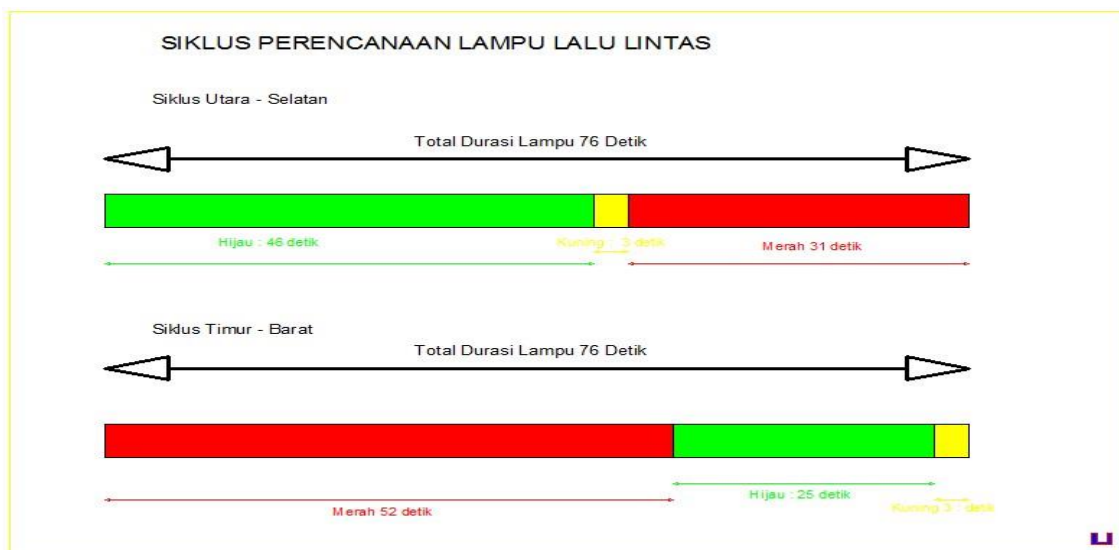 SIKLUS PERENCANAAN LAMPU LALU LINTAS
Siklus Utara - Selatan
Total Durasi Lampu 76 Detik
Hijau : 46 detik
Kuning : 3 detik
Merah 31 detik
Siklus Timur - Barat
Total Durasi Lampu 76 Detik
Hijau : 25 detik
Merah 52 detik
Kuning 3 : detik